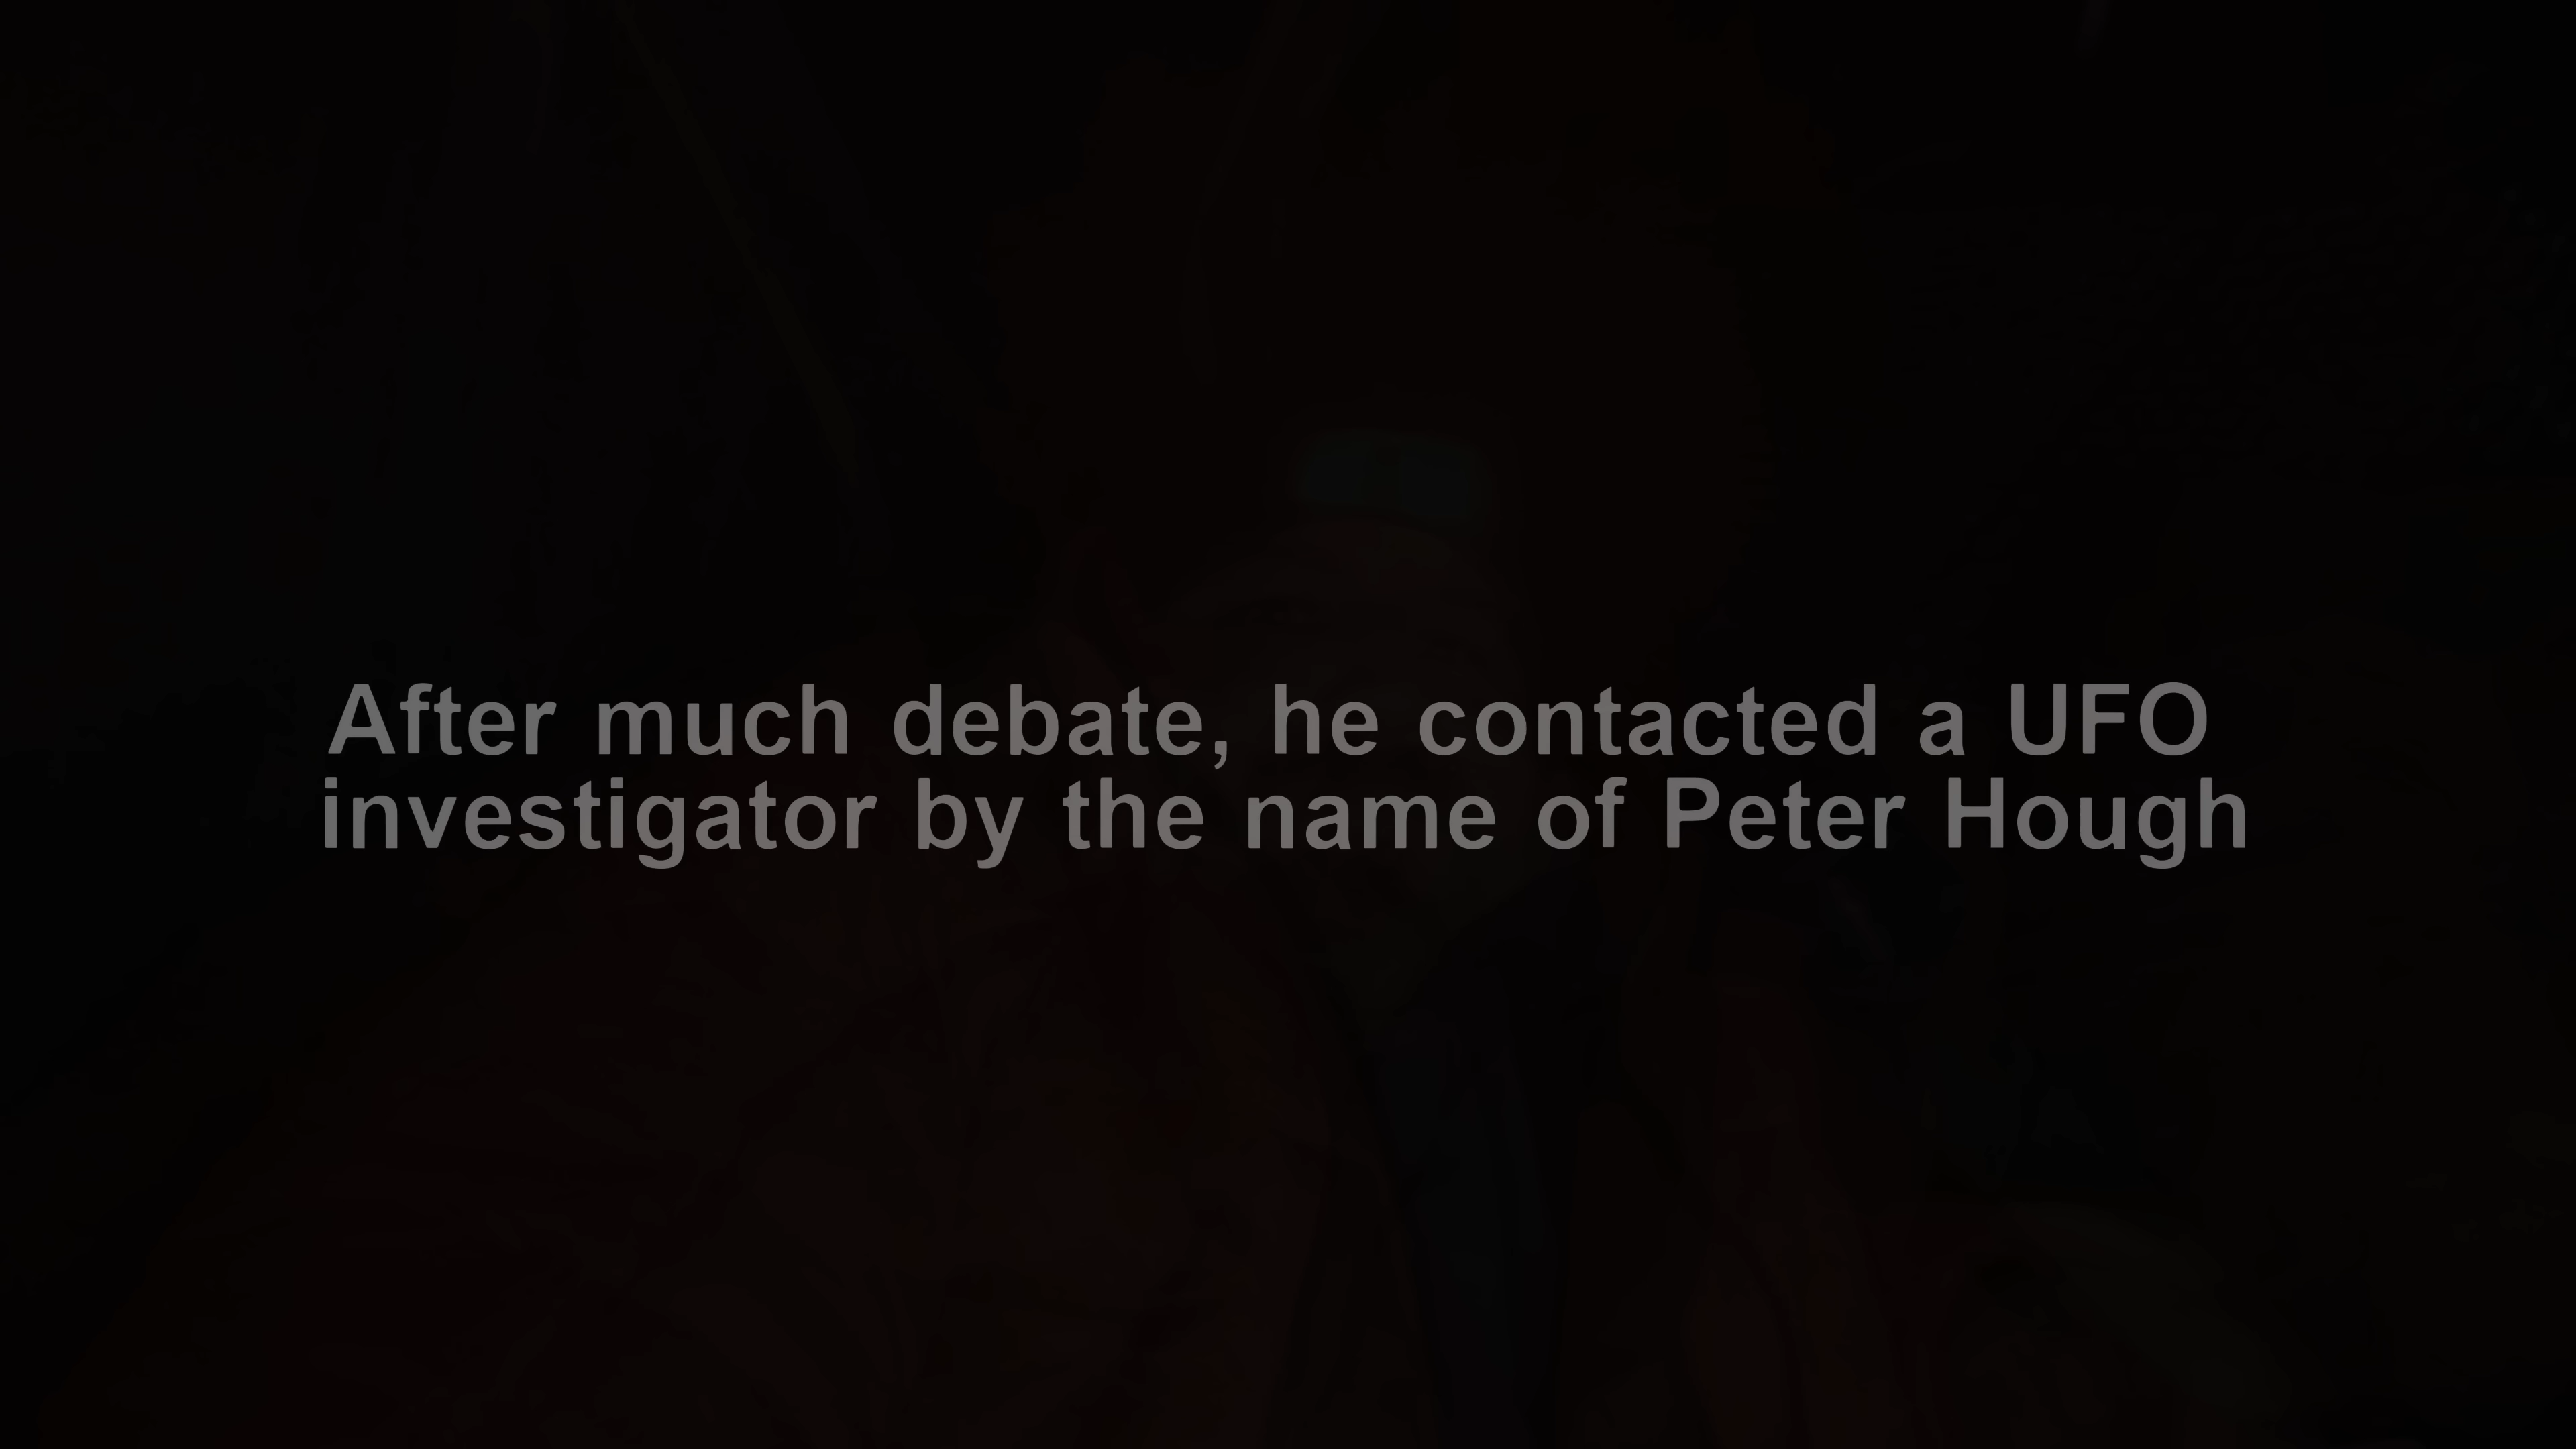 After much debate, he contacted a UFO
investigator by the name of Peter Hough